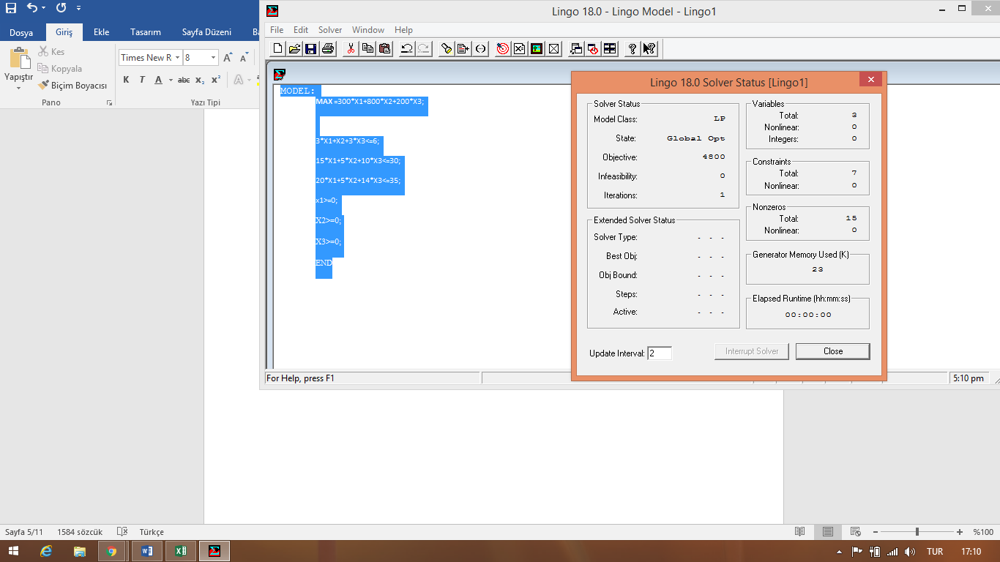 Lingo 18.0 - Lingo Model - Lingo1
Dosya Giriş Ekle Tasarım Sayfa Düzeni
File Edit Solver Window Help
Yapıştır
Kes
Kopyala
Biçim Boyacısı
Pano
Times New R 8
K T A abc x₂ x² A
Yazı Tipi
MODEL:
MAX=300*X1+800*X2+200*X3;
3*X1+X2+3*X3<=6;
15*X1+5*X2+10*X3<=30;
20*X1+5*X2+14*X3<=35;
x1>=0;
X2>=0;
X3>=0;
END
Lingo 18.0 Solver Status [Lingo1]
Solver Status
Model Class: LP
State: Global Opt
Objective: 4800
Infeasibility: 0
Iterations: 1
Extended Solver Status
Solver Type: - - -
Best Obj: - - -
Obj Bound: - - -
Steps: - - -
Active: - - -
Variables
Total: 3
Nonlinear: 0
Integers: 0
Constraints
Total: 7
Nonlinear: 0
Nonzeros
Total: 15
Nonlinear: 0
Generator Memory Used (K)
23
Elapsed Runtime (hh:mm:ss)
00:00:00
Update Interval: 2 Interrupt Solver Close
For Help, press F1 5:10 pm
Sayfa 5/11 1584 sözcük Türkçe %100
TUR 17:10